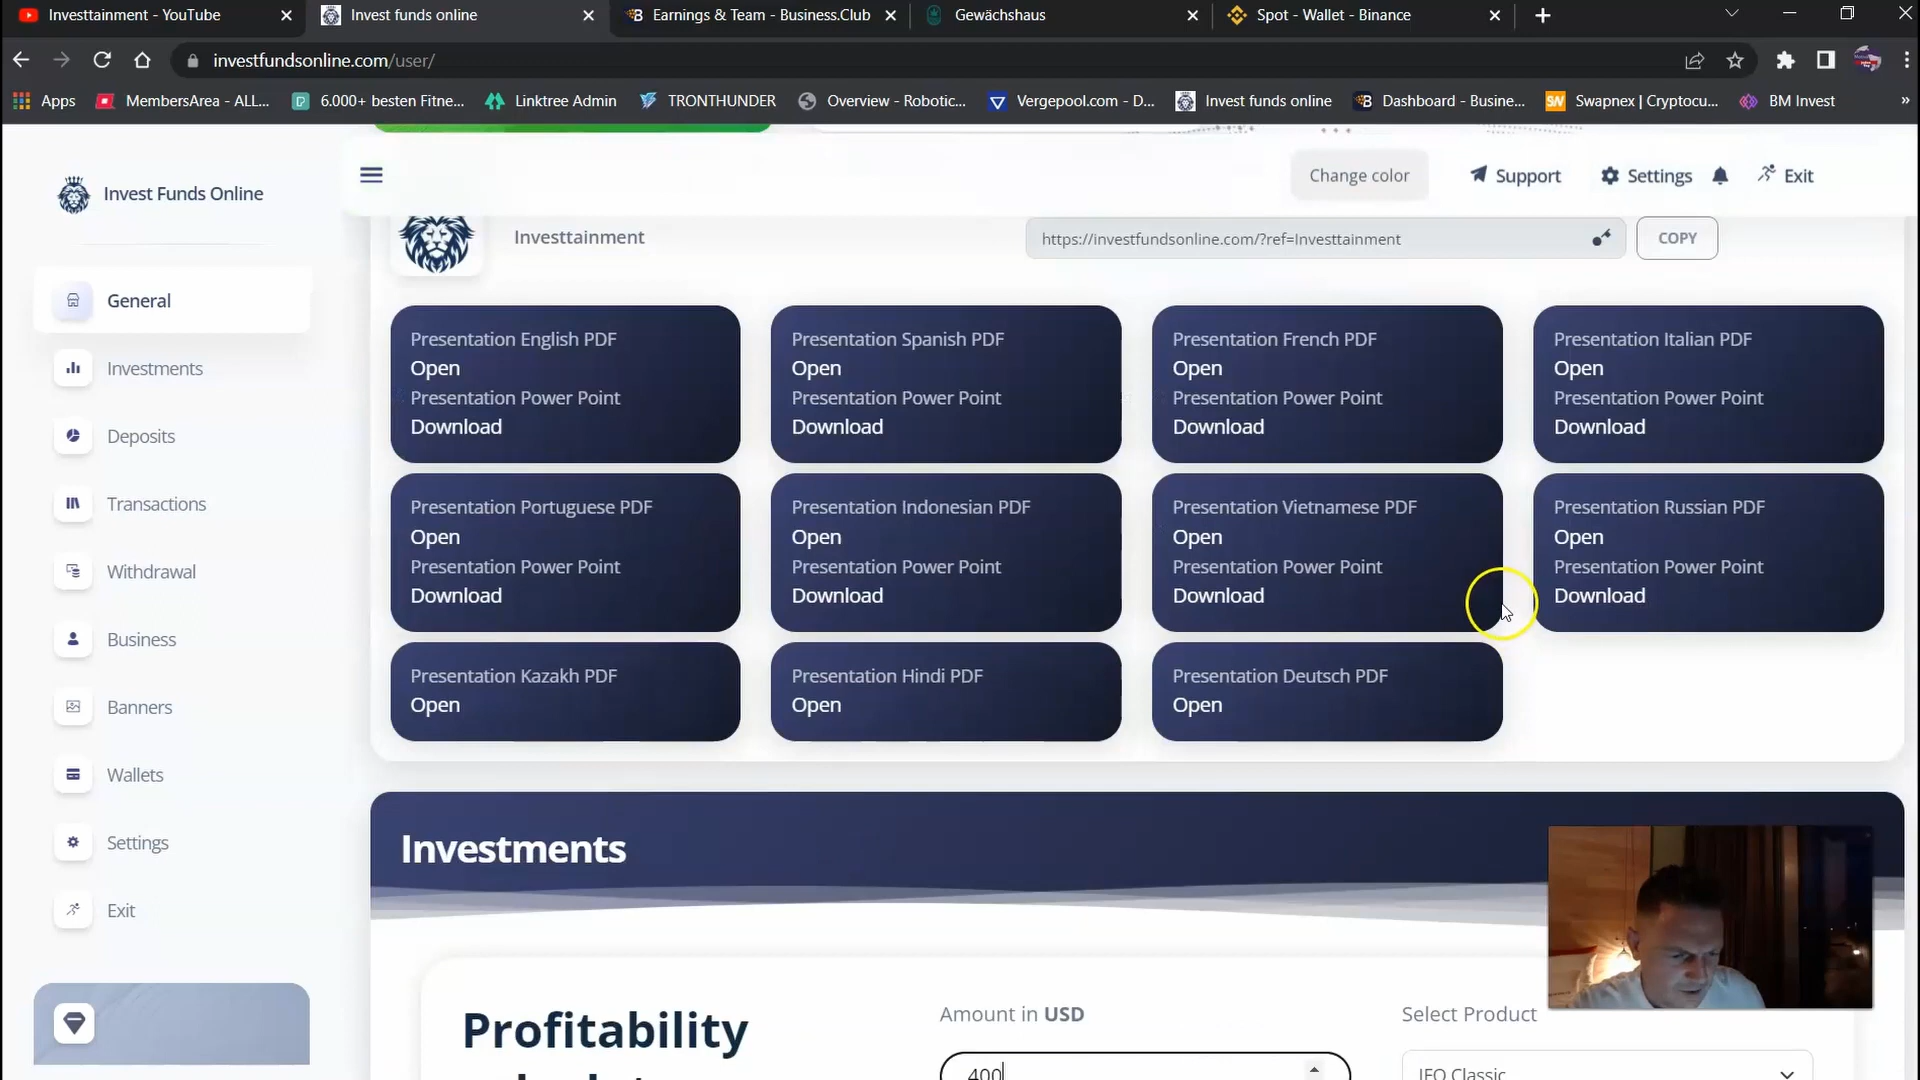 Investtainment - YouTube
Invest funds online
Earnings & Team - Business.Club
Gewächshaus
Spot - Wallet - Binance
investfundsonline.com/user/
Apps
MembersArea - ALL...
6.000+ besten Fitne...
Linktree Admin
TRONTHUNDER
Overview - Robotic...
Vergepool.com - D...
Invest funds online
Dashboard - Busine...
Swapnex | Cryptocu...
BM Invest
»
Invest Funds Online
Change color
Support
Settings
Exit
General
Investments
Deposits
Transactions
Withdrawal
Business
Banners
Wallets
Settings
Exit
Investtainment
https://investfundsonline.com/?ref=Investtainment
COPY
Presentation English PDF
Open
Presentation Power Point
Download
Presentation Spanish PDF
Open
Presentation Power Point
Download
Presentation French PDF
Open
Presentation Power Point
Download
Presentation Italian PDF
Open
Presentation Power Point
Download
Presentation Portuguese PDF
Open
Presentation Power Point
Download
Presentation Indonesian PDF
Open
Presentation Power Point
Download
Presentation Vietnamese PDF
Open
Presentation Power Point
Download
Presentation Russian PDF
Open
Presentation Power Point
Download
Presentation Kazakh PDF
Open
Presentation Hindi PDF
Open
Presentation Deutsch PDF
Open
Investments
Profitability
Amount in USD
400
Select Product
IFO Classic